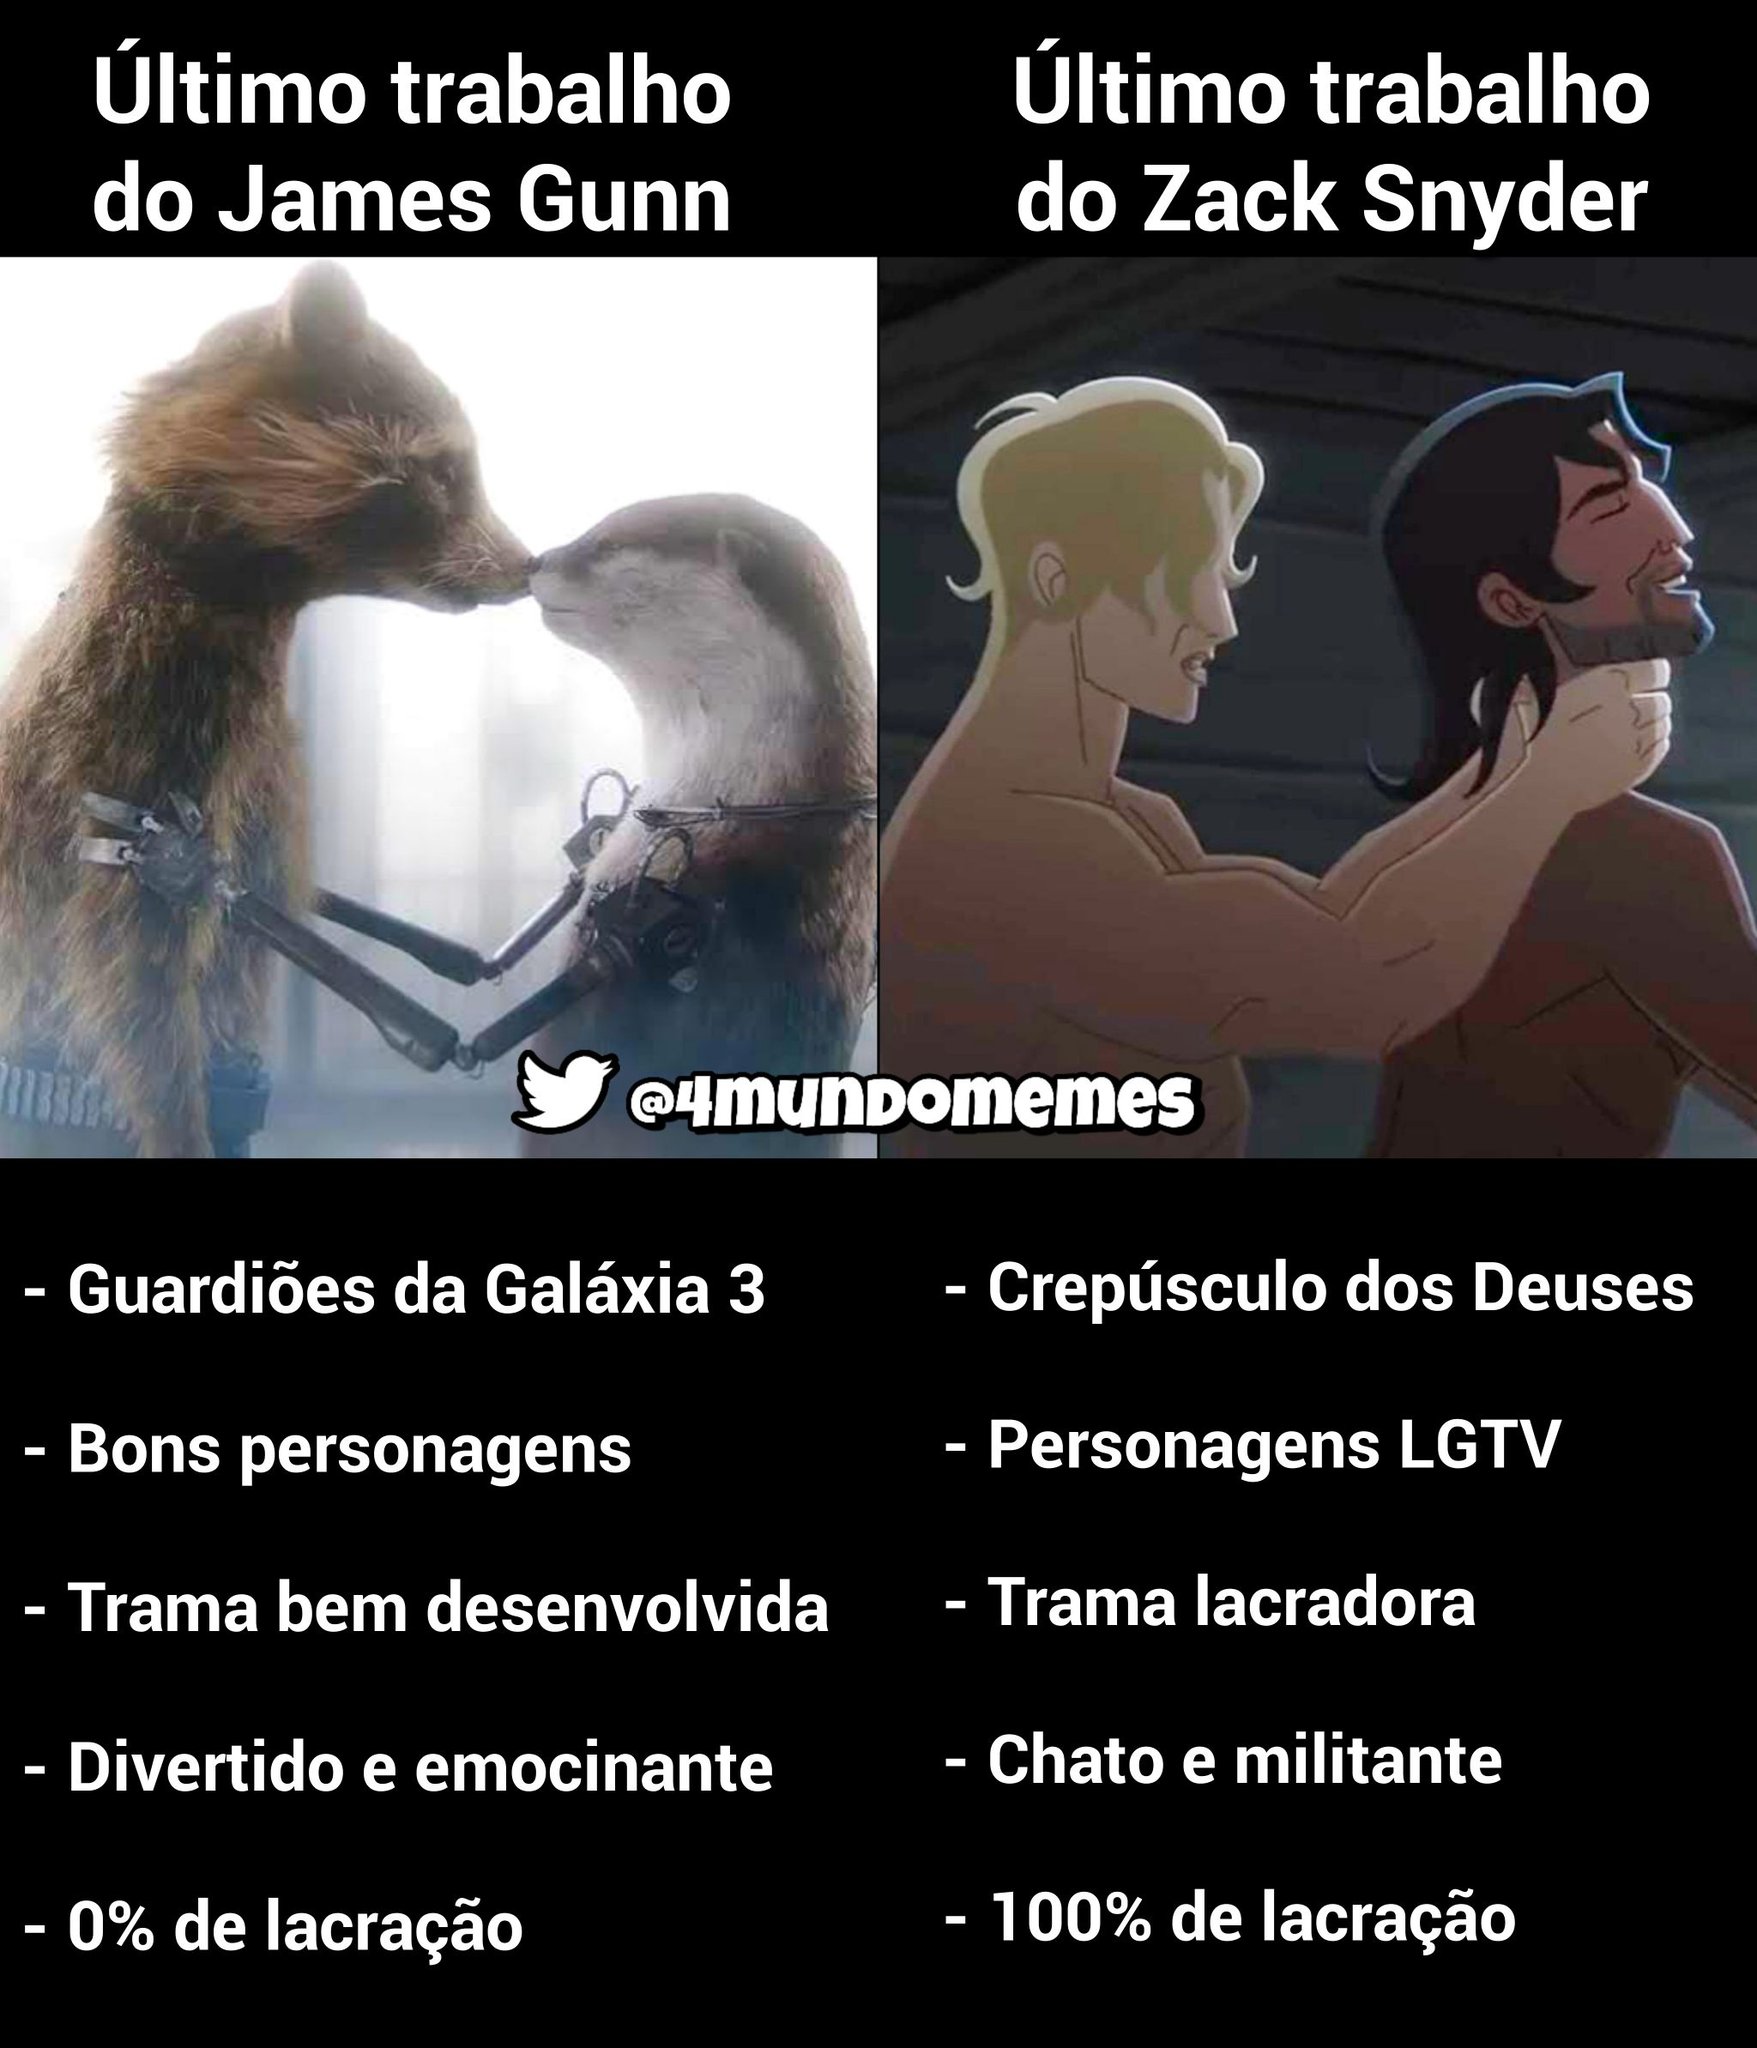 Último trabalho
do James Gunn
Último trabalho
do Zack Snyder
@4mundomemes
- Guardiões da Galáxia 3
- Bons personagens
- Trama bem desenvolvida
- Divertido e emocinante
- 0% de lacração
- Crepúsculo dos Deuses
- Personagens LGTV
- Trama lacradora
- Chato e militante
- 100% de lacração